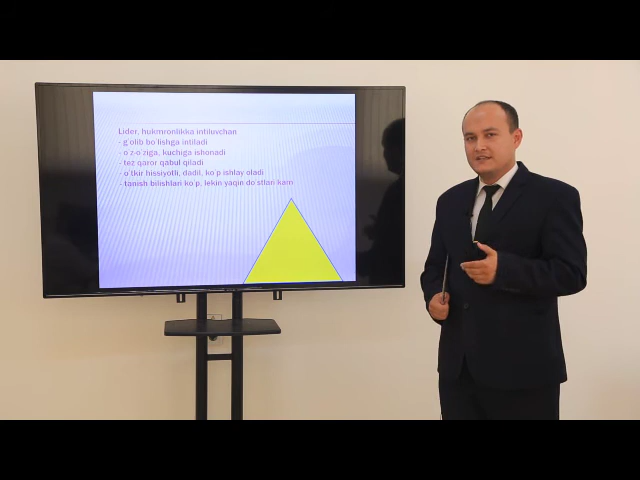 Lider, hukmronlikka intiluvchan
- g`olib bo`lishga intiladi
- o`z-o`ziga, kuchiga ishonadi
- tez qaror qabul qiladi
- o`tkir hissiyotli, dadil, ko`p ishlay oladi
- tanish bilishlari ko`p, lekin yaqin do`stlari kam